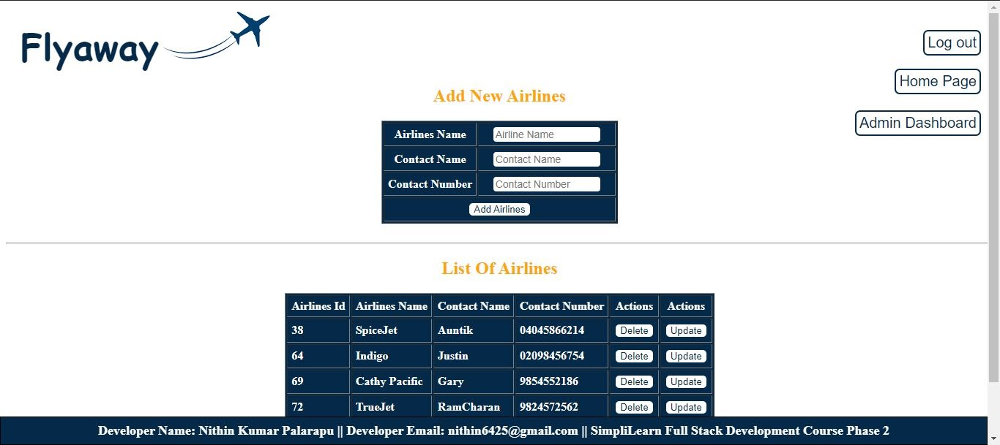 Flyaway
Log out
Home Page
Admin Dashboard
Add New Airlines
Airlines Name Airline Name
Contact Name Contact Name
Contact Number Contact Number
Add Airlines
List Of Airlines
Airlines Id Airlines Name Contact Name Contact Number Actions Actions
38 SpiceJet Auntik 04045866214 Delete Update
64 Indigo Justin 02098456754 Delete Update
69 Cathy Pacific Gary 9854552186 Delete Update
72 TrueJet RamCharan 9824572562 Delete Update
Developer Name: Nithin Kumar Palarapu || Developer Email: nithin6425@gmail.com || SimpliLearn Full Stack Development Course Phase 2